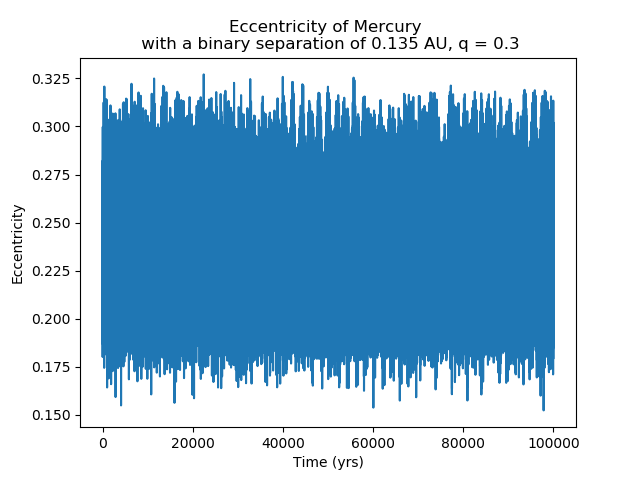 Eccentricity of Mercury
with a binary separation of 0.135 AU, q = 0.3
0.325
0.300
0.275
0.250
0.225
0.200
0.175
0.150
Eccentricity
0 20000 40000 60000 80000 100000
Time (yrs)